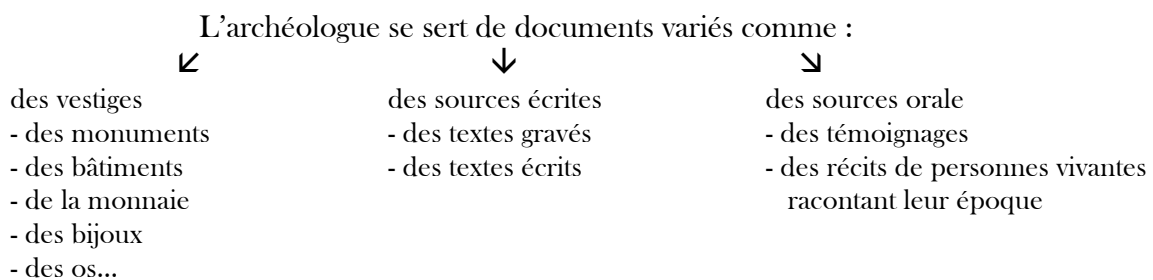 L'archéologue se sert de documents variés comme :
des vestiges
- des monuments
- des bâtiments
- de la monnaie
- des bijoux
- des os...
des sources écrites
- des textes gravés
- des textes écrits
des sources orale
- des témoignages
- des récits de personnes vivantes
racontant leur époque